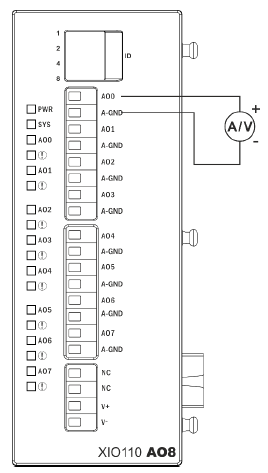 1
2
4
8
ID
AO0
A-GND
AO1
A-GND
AO2
A-GND
AO3
A-GND
AO4
A-GND
AO5
A-GND
AO6
A-GND
AO7
A-GND
NC
NC
V+
V-
PWR
SYS
AO0
!
AO1
!
AO2
!
AO3
!
AO4
!
AO5
!
AO6
!
AO7
!
+
A/V
-
XIO110 AO8